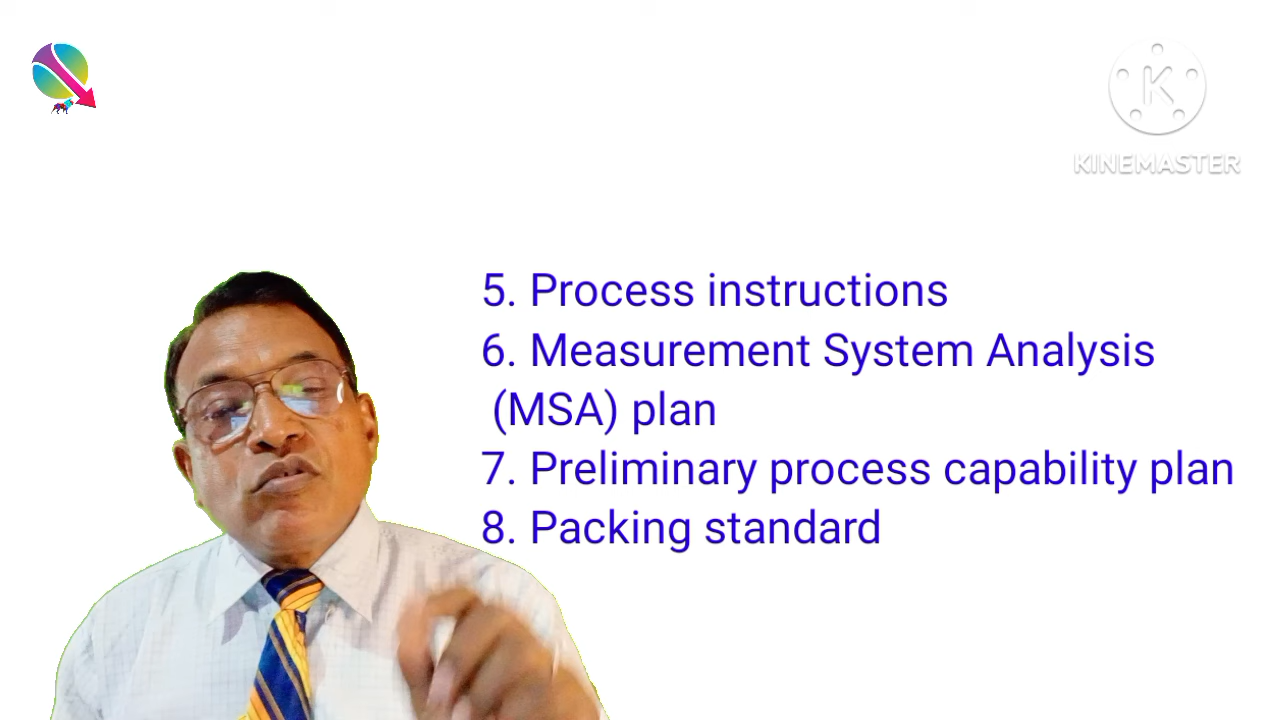 KINEMASTER
5. Process instructions
6. Measurement System Analysis
(MSA) plan
7. Preliminary process capability plan
8. Packing standard